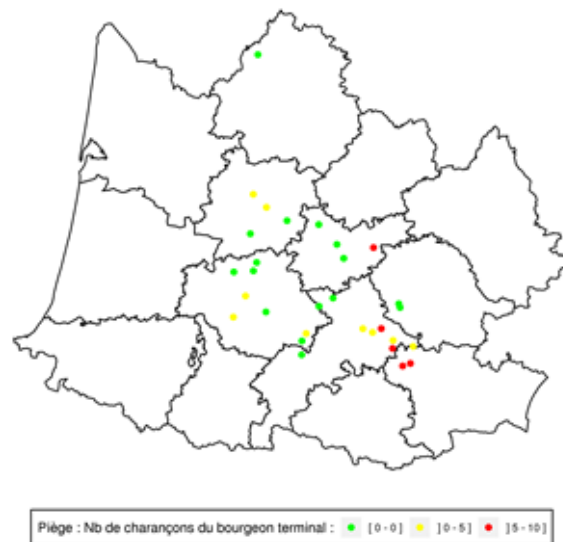 Piège : Nb de charançons du bourgeon terminal : [ 0 - 0 ] ] 0 - 5 ] ] 5 - 10 ]